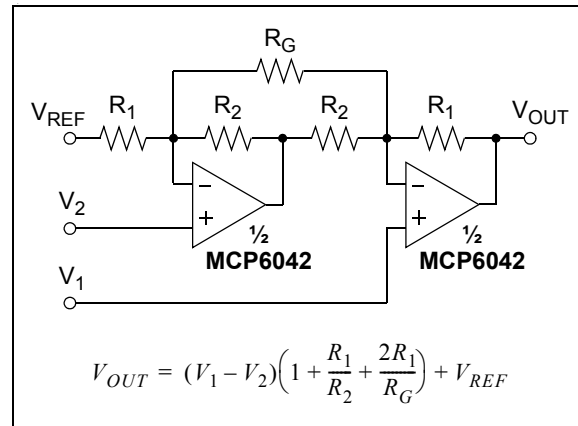 R_G
V_REF R_1 R_2 R_2 R_1 V_OUT
−
−
V_2
+
+
½
½
MCP6042
MCP6042
V_1
V_OUT = (V_1 − V_2)(1 + R_1/R_2 + 2R_1/R_G) + V_REF